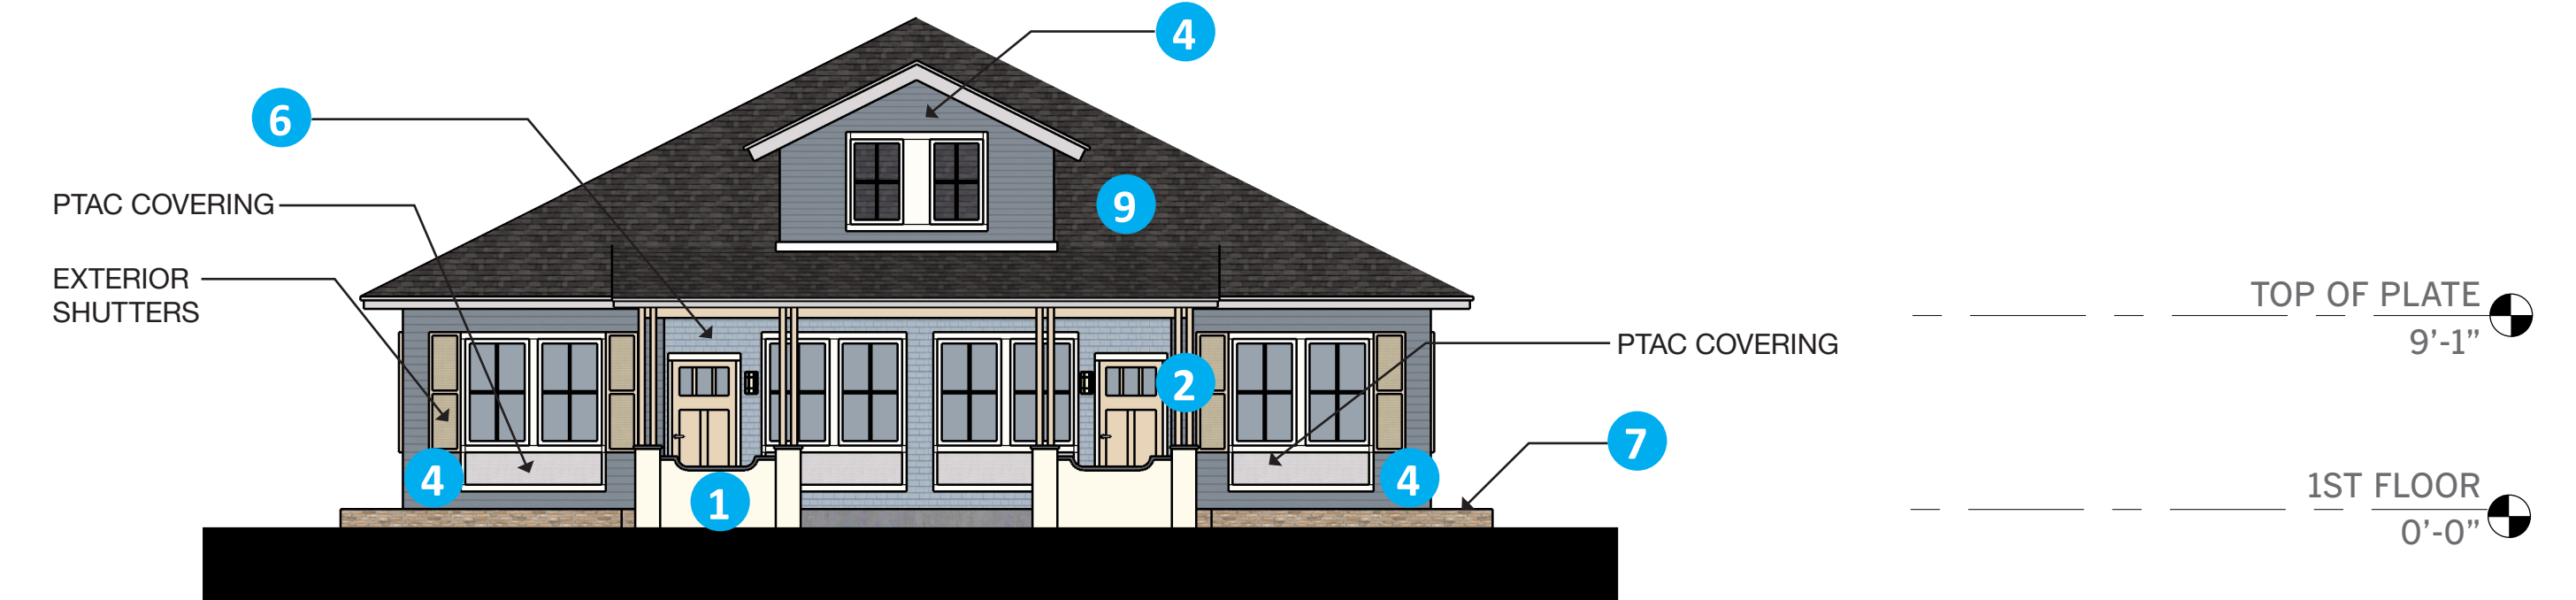 4
6
PTAC COVERING
9
EXTERIOR
SHUTTERS
TOP OF PLATE
9'-1”
PTAC COVERING
2
7
4
4
1
1ST FLOOR
0'-0”